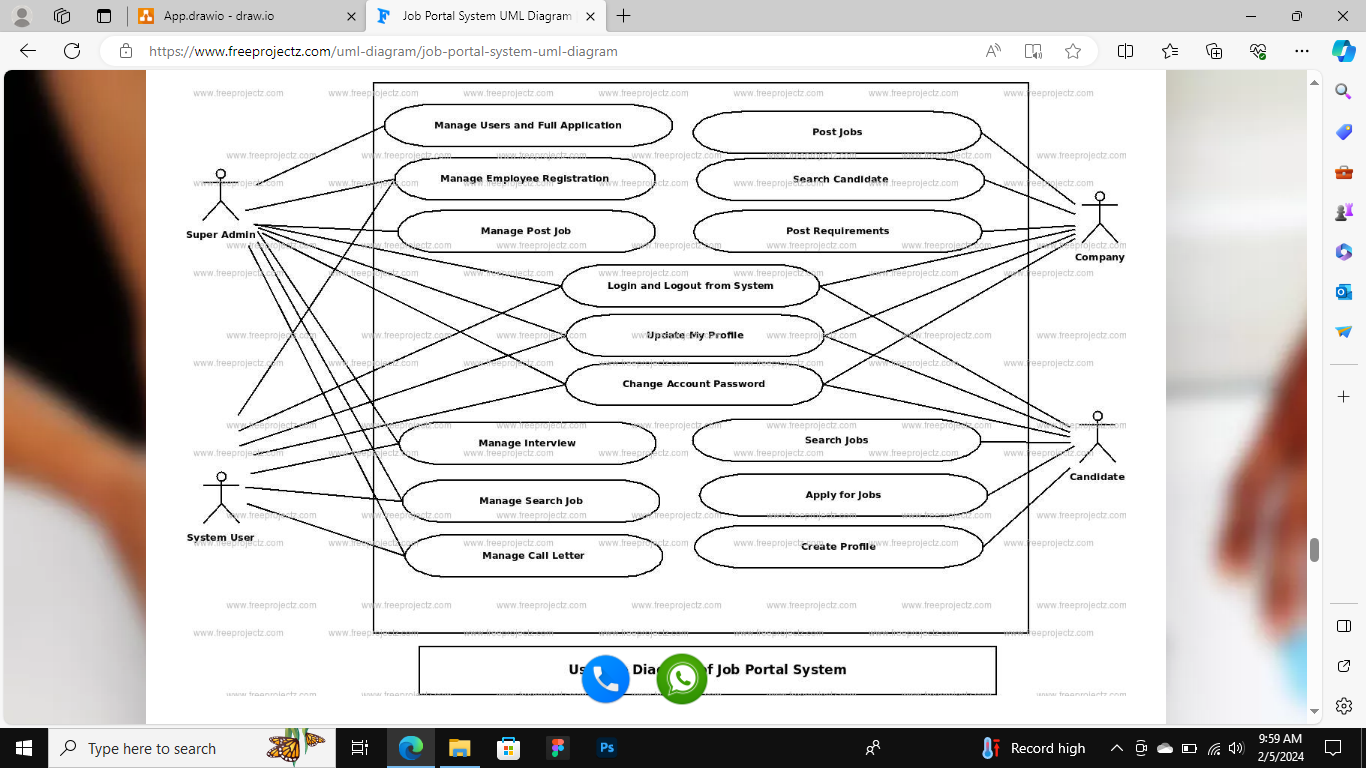 App.drawio - draw.io
Job Portal System UML Diagram
https://www.freeprojectz.com/uml-diagram/job-portal-system-uml-diagram
www.freeprojectz.com
Manage Users and Full Application
Post Jobs
Manage Employee Registration
Search Candidate
Manage Post Job
Post Requirements
Super Admin
Company
Login and Logout from System
Update My Profile
Change Account Password
Manage Interview
Search Jobs
Candidate
Manage Search Job
Apply for Jobs
System User
Manage Call Letter
Create Profile
Diagram of Job Portal System
Type here to search
Ps
Record high
9:59 AM
2/5/2024